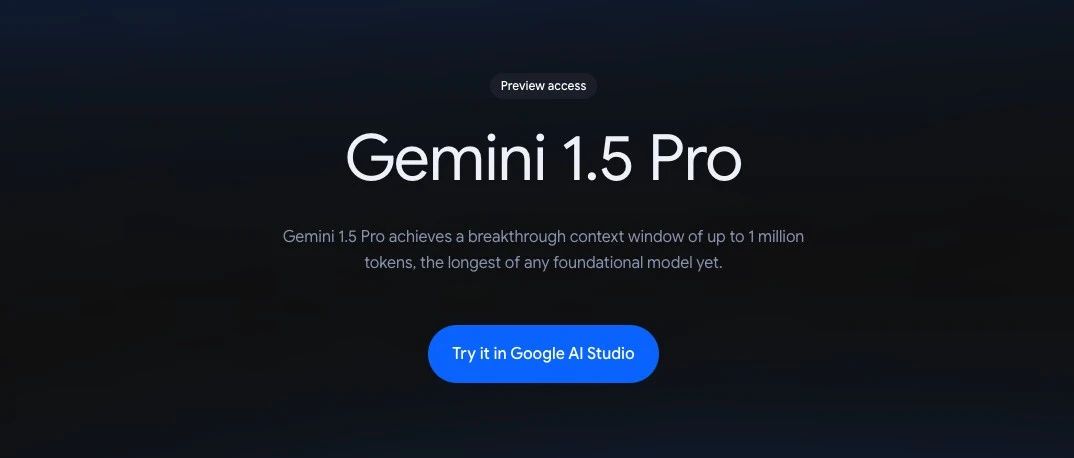 Preview access
Gemini 1.5 Pro
Gemini 1.5 Pro achieves a breakthrough context window of up to 1 million
tokens, the longest of any foundational model yet.
Try it in Google AI Studio